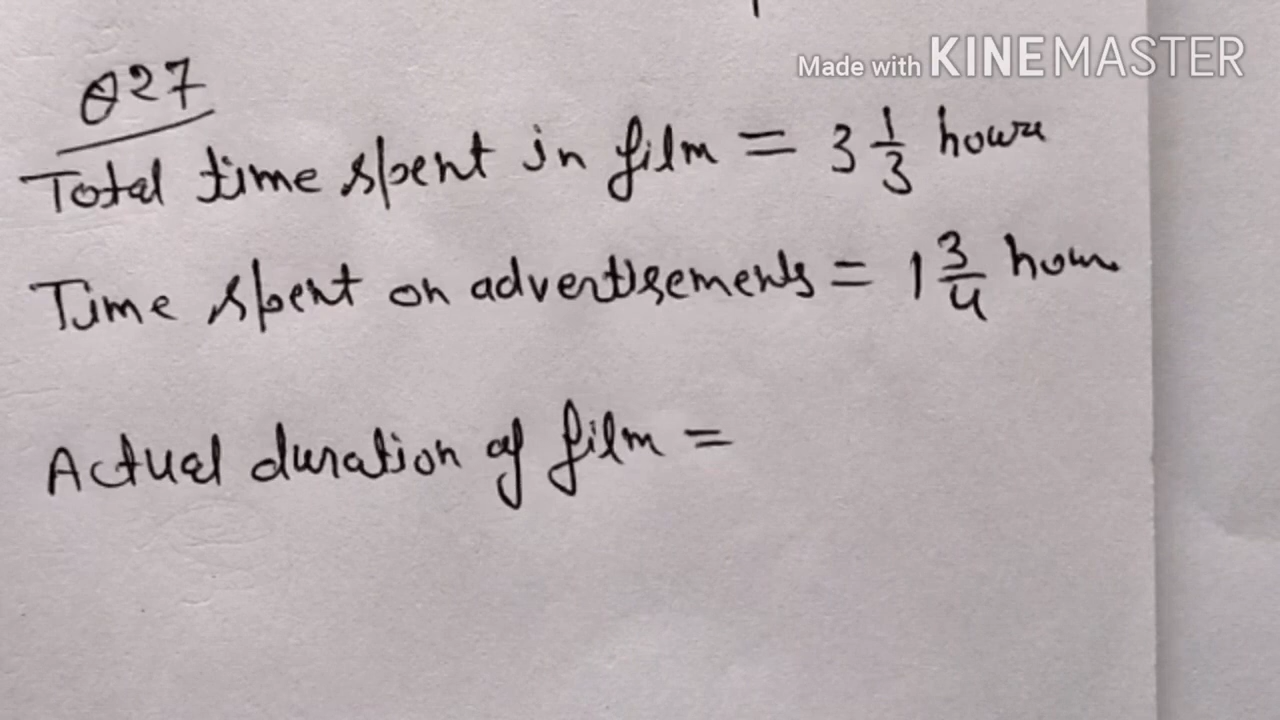 Made with KINEMASTER
Q27
Total time spent in film = 3 1/3 hours
Time spent on advertisements = 1 3/4 hours
Actual duration of film =